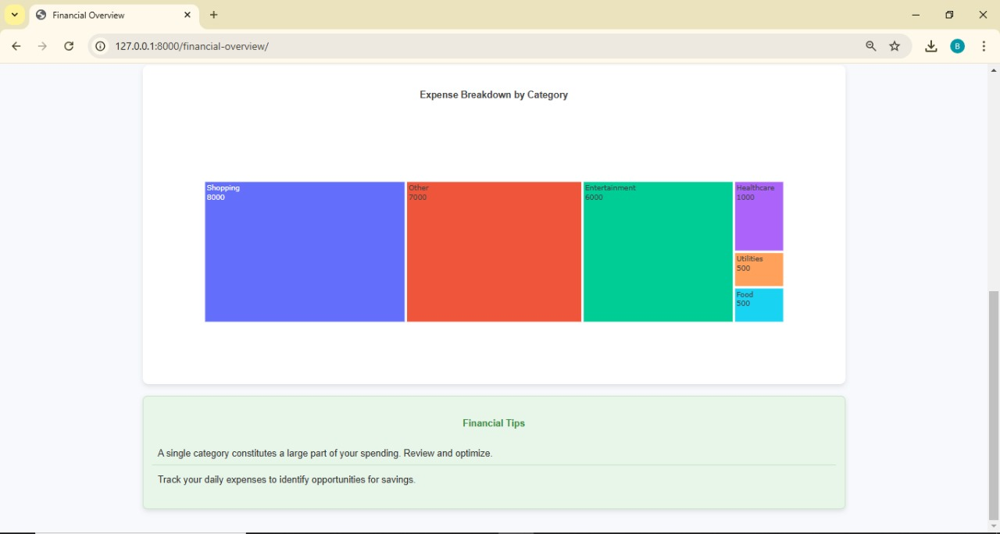 Financial Overview
127.0.0.1:8000/financial-overview/
B
Expense Breakdown by Category
Shopping
8000
Other
7000
Entertainment
6000
Healthcare
1000
Utilities
500
Food
500
Financial Tips
A single category constitutes a large part of your spending. Review and optimize.
Track your daily expenses to identify opportunities for savings.